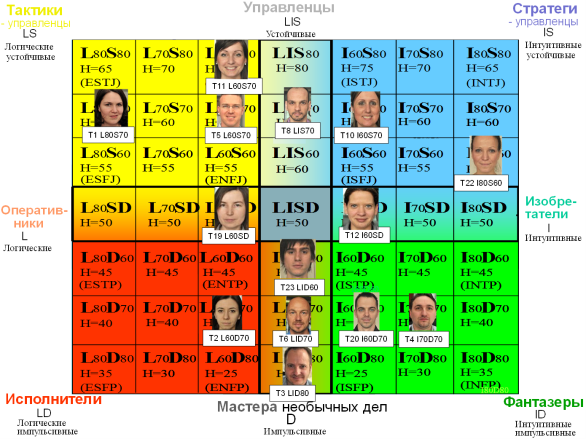 Тактики
- управленцы
LS
Логические
устойчивые
Управленцы
LIS
Устойчивые
Стратеги
- управленцы
IS
Интуитивные
устойчивые
L80S80 L70S80 LIS80 I60S80 I70S80 I80S80
H=65 H=70 H=80 H=75 H=70 H=65
(ESTJ) (ISTJ) (INTJ)
T11 L60S70
L70S70 I70S70 I80S70
H=60 H=60 H=60
T1 L80S70 T5 L60S70 T8 LIS70 T10 I60S70
L80S60 L70S60 L60S60 LIS60 I60S60 I70S60
H=55 H=55 H=55 H=60 H=55 H=55
(ESFJ) (ENFJ) (ISFJ)
T22 I80S60
Оператив-
ники
L
Логические
L80SD L70SD LISD I70SD I80SD
H=50 H=50 H=50 H=50 H=50
T19 L60SD T12 I60SD
Изобре-
татели
I
Интуитивные
L80D60 L70D60 L60D60 I60D60 I70D60 I80D60
H=45 H=45 H=45 H=45 H=45 H=45
(ESTP) (ENTP) (ISTP) (INTP)
T23 LID60
L80D70 L70D70 I80D70
H=40 H=40 H=40
T2 L60D70 T6 LID70 T20 I60D70 T4 I70D70
L80D80 L70D80 L60D80 I60D80 I70D80 I80D80
H=35 H=30 H=25 H=25 H=30 H=35
(ESFP) (ENFP) (ISFP) (INFP)
T3 LID80
Исполнители
LD
Логические
импульсивные
Мастера необычных дел
D
Импульсивные
Фантазеры
ID
Интуитивные
импульсивные